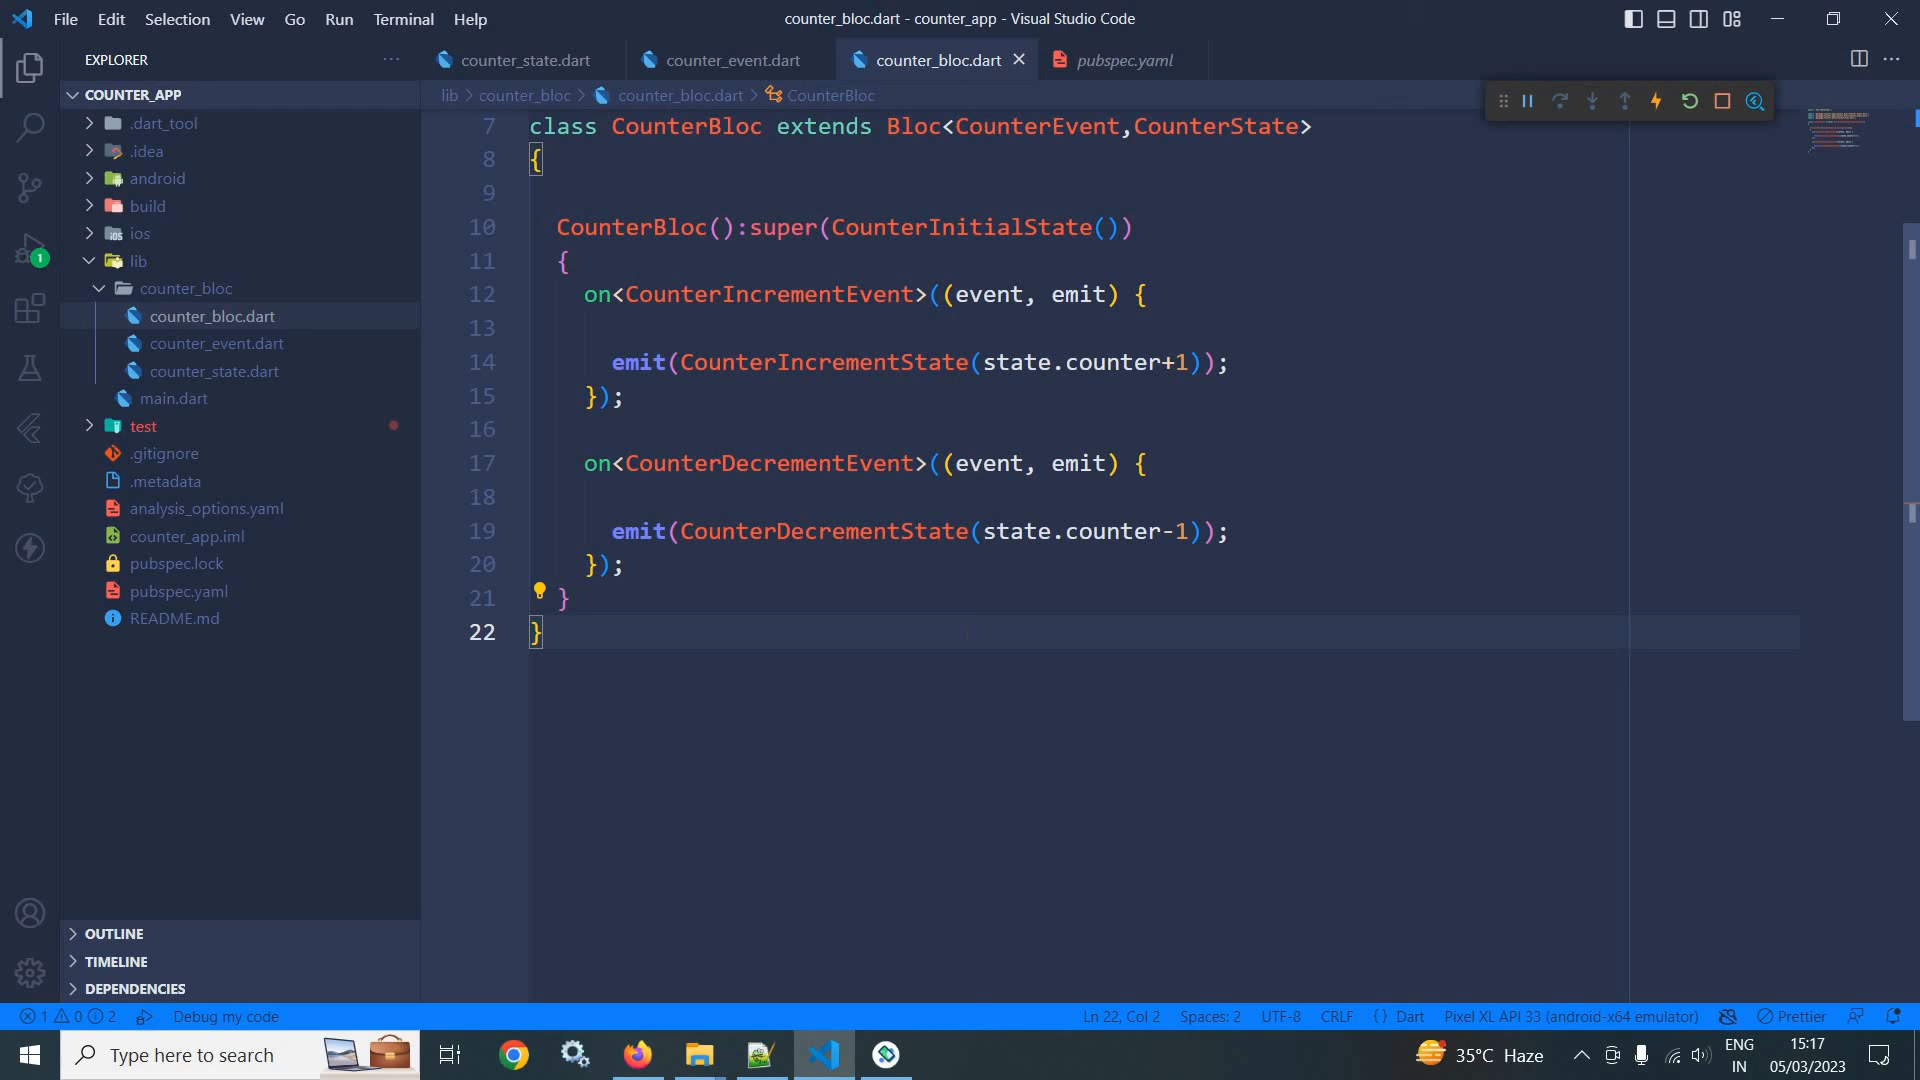 File Edit Selection View Go Run Terminal Help
counter_bloc.dart - counter_app - Visual Studio Code
EXPLORER
COUNTER_APP
.dart_tool
.idea
android
build
ios
lib
counter_bloc
counter_bloc.dart
counter_event.dart
counter_state.dart
main.dart
test
.gitignore
.metadata
analysis_options.yaml
counter_app.iml
pubspec.lock
pubspec.yaml
README.md
OUTLINE
TIMELINE
DEPENDENCIES
1
counter_state.dart counter_event.dart counter_bloc.dart pubspec.yaml
lib > counter_bloc > counter_bloc.dart > CounterBloc
7 class CounterBloc extends Bloc<CounterEvent,CounterState>
8 {
9
10 CounterBloc():super(CounterInitialState())
11 {
12 on<CounterIncrementEvent>((event, emit) {
13
14 emit(CounterIncrementState(state.counter+1));
15 });
16
17 on<CounterDecrementEvent>((event, emit) {
18
19 emit(CounterDecrementState(state.counter-1));
20 });
21 }
22 }
1 0 2 Debug my code
Ln 22, Col 2 Spaces: 2 UTF-8 CRLF { } Dart Pixel XL API 33 (android-x64 emulator) Prettier
Type here to search
35°C Haze
ENG
IN
15:17
05/03/2023